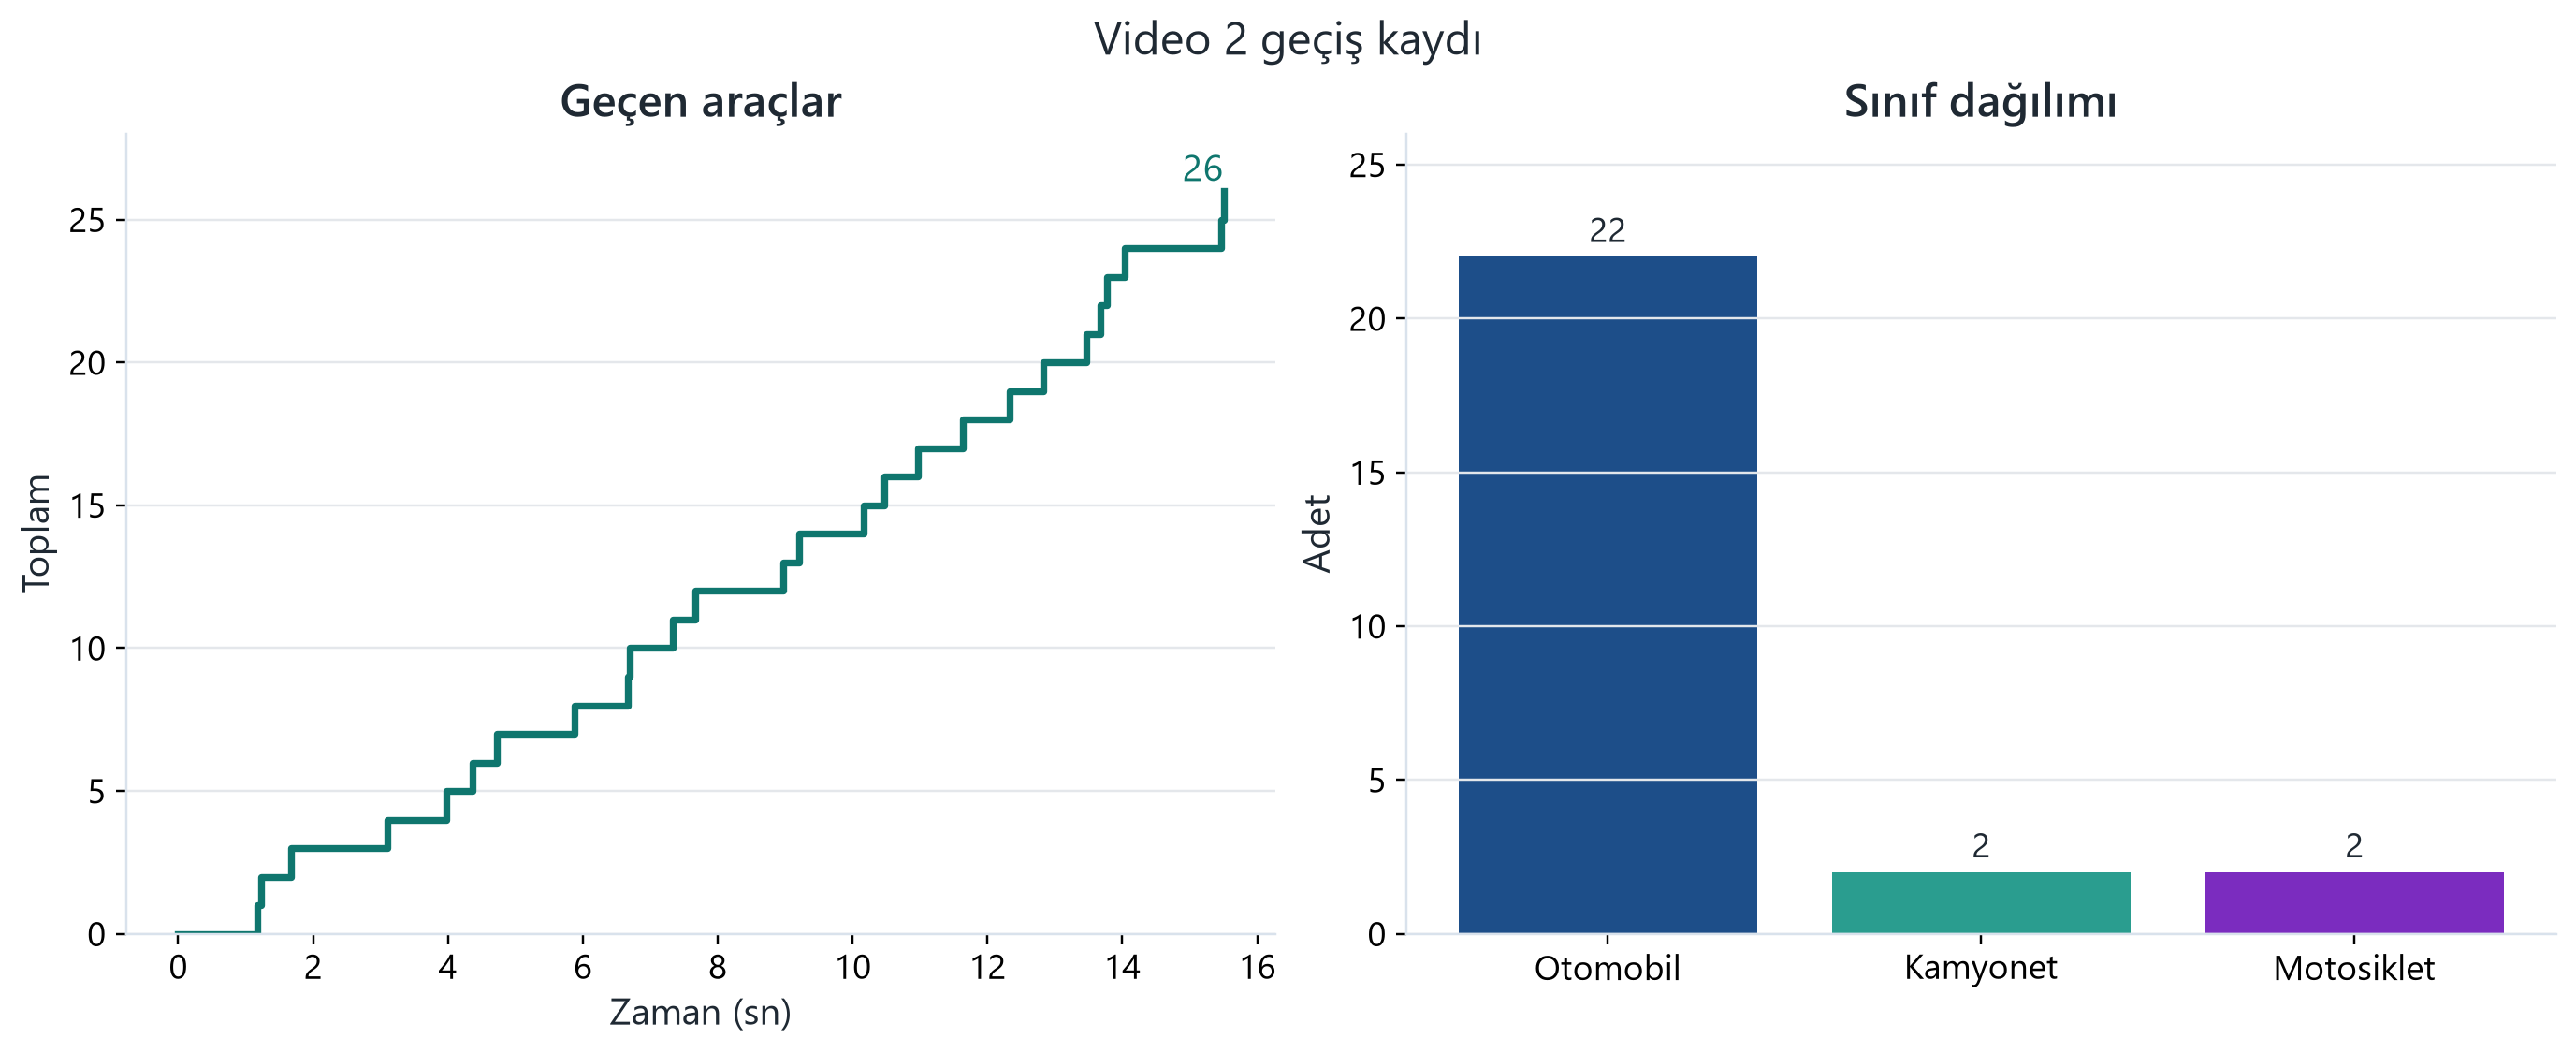 Video 2 geçiş kaydı
Geçen araçlar
26
25
20
15
10
5
0
Toplam
0 2 4 6 8 10 12 14 16
Zaman (sn)
Sınıf dağılımı
25
20
15
10
5
0
Adet
22
2
2
Otomobil Kamyonet Motosiklet